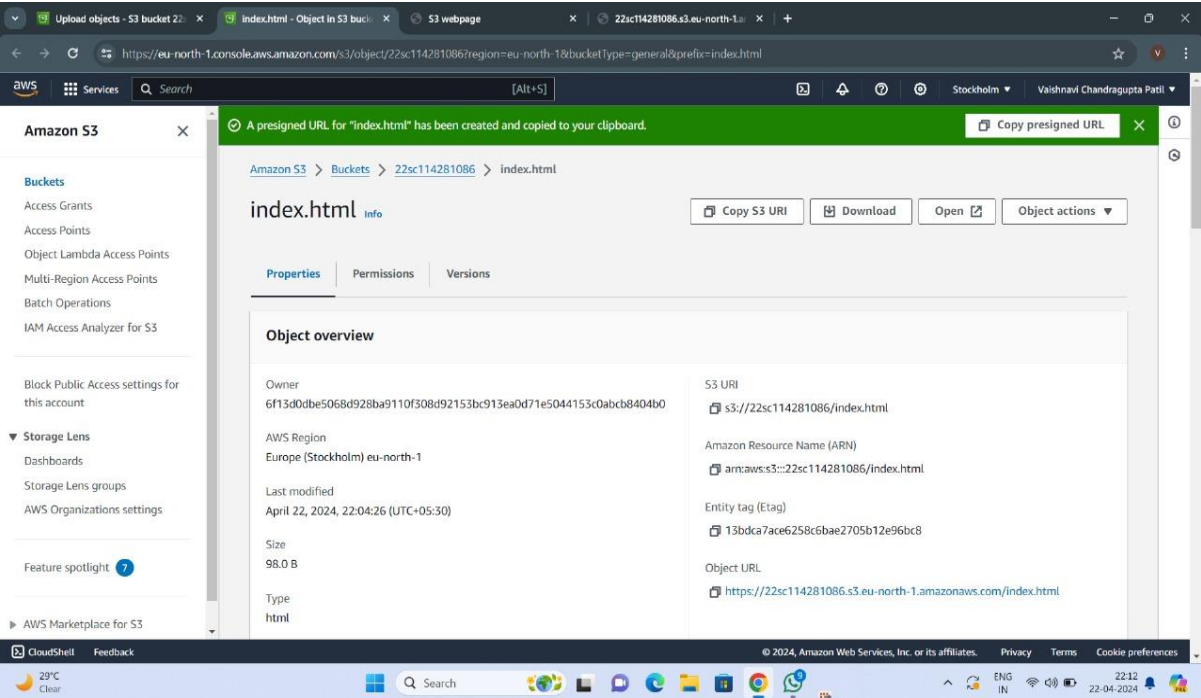 Upload objects - S3 bucket 22
index.html - Object in S3 buck
S3 webpage
22sc114281086.s3.eu-north-1.a
https://eu-north-1.console.aws.amazon.com/s3/object/22sc114281086?region=eu-north-1&bucketType=general&prefix=index.html
V
aws
Services
Search
[Alt+S]
Stockholm
Vaishnavi Chandragupta Patil
Amazon S3
A presigned URL for "index.html" has been created and copied to your clipboard.
Copy presigned URL
Amazon S3 > Buckets > 22sc114281086 > index.html
Buckets
Access Grants
Access Points
Object Lambda Access Points
Multi-Region Access Points
Batch Operations
IAM Access Analyzer for S3
Block Public Access settings for
this account
Storage Lens
Dashboards
Storage Lens groups
AWS Organizations settings
Feature spotlight 7
AWS Marketplace for S3
index.html Info
Copy S3 URI
Download
Open
Object actions
Properties
Permissions
Versions
Object overview
Owner
6f13d0dbe5068d928ba9110f308d92153bc913ea0d71e5044153c0abcb8404b0
AWS Region
Europe (Stockholm) eu-north-1
Last modified
April 22, 2024, 22:04:26 (UTC+05:30)
Size
98.0 B
Type
html
S3 URI
s3://22sc114281086/index.html
Amazon Resource Name (ARN)
arn:aws:s3:::22sc114281086/index.html
Entity tag (Etag)
13bdca7ace6258c6bae2705b12e96bc8
Object URL
https://22sc114281086.s3.eu-north-1.amazonaws.com/index.html
CloudShell
Feedback
© 2024, Amazon Web Services, Inc. or its affiliates.
Privacy
Terms
Cookie preferences
29°C
Clear
Search
9
ENG
IN
22:12
22-04-2024